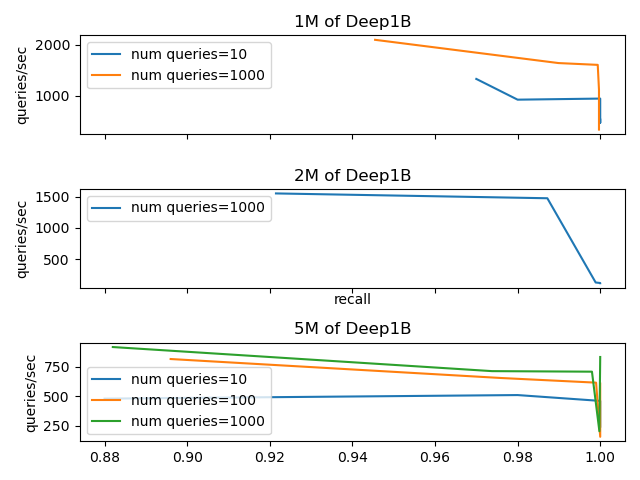 1M of Deep1B
queries/sec
2000
1000
num queries=10
num queries=1000
2M of Deep1B
queries/sec
1500
1000
500
num queries=1000
recall
5M of Deep1B
queries/sec
750
500
250
num queries=10
num queries=100
num queries=1000
0.88 0.90 0.92 0.94 0.96 0.98 1.00